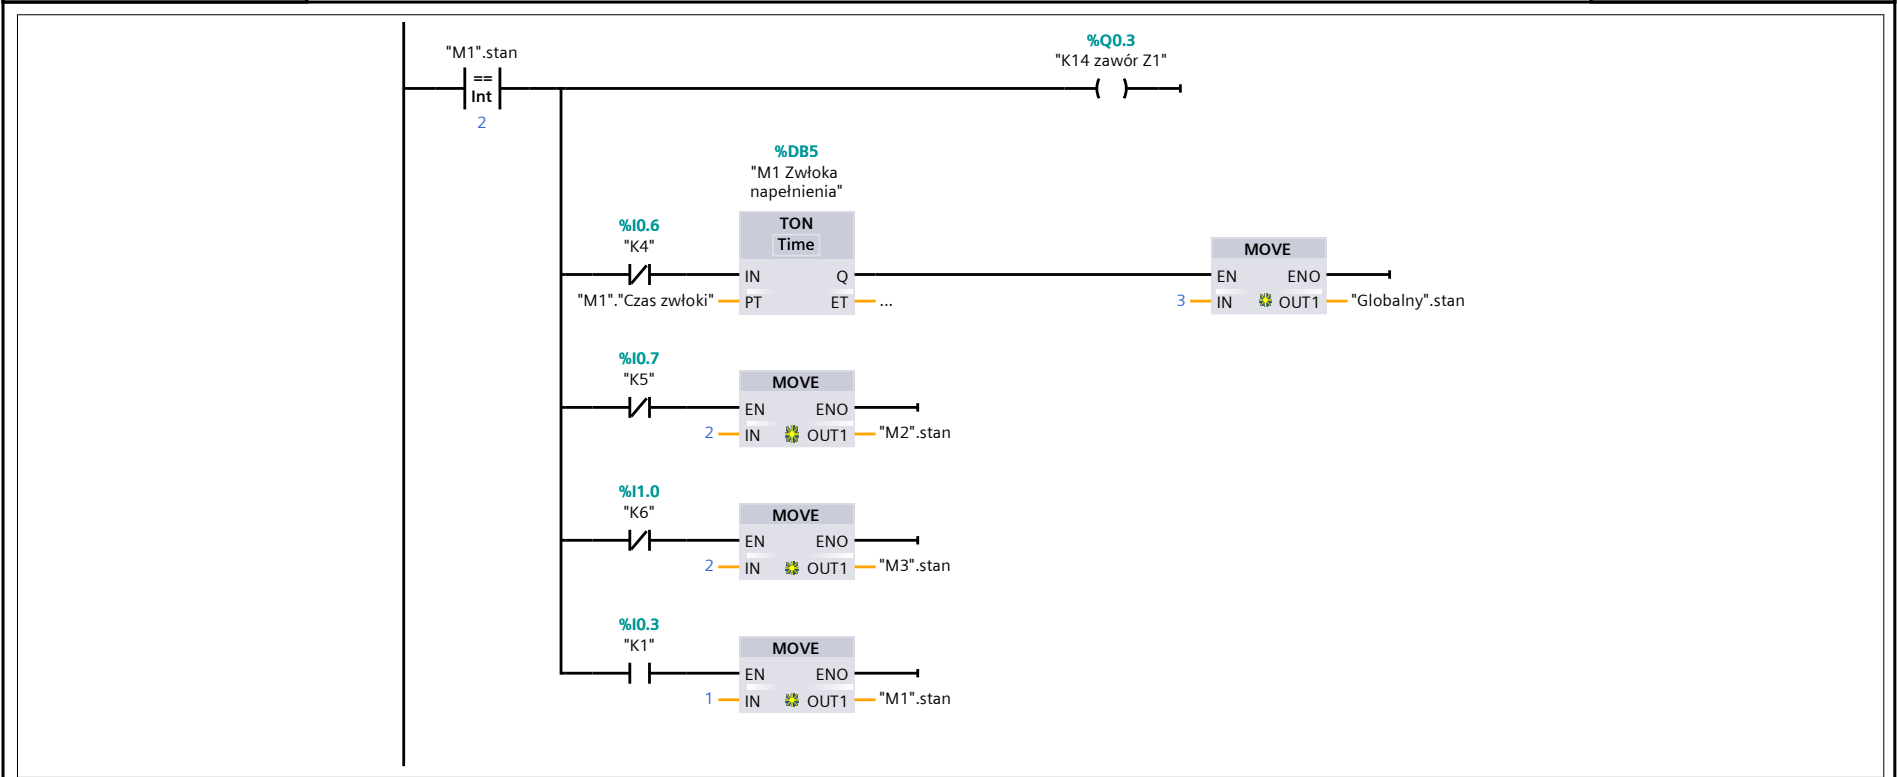 "M1".stan
==
Int
2
%Q0.3
"K14 zawór Z1"
%DB5
"M1 Zwłoka
napełnienia"
TON
Time
%I0.6
"K4"
IN Q
"M1"."Czas zwłoki" PT ET ...
MOVE
EN ENO
3 IN OUT1 "Globalny".stan
%I0.7
"K5"
MOVE
EN ENO
2 IN OUT1 "M2".stan
%I1.0
"K6"
MOVE
EN ENO
2 IN OUT1 "M3".stan
%I0.3
"K1"
MOVE
EN ENO
1 IN OUT1 "M1".stan